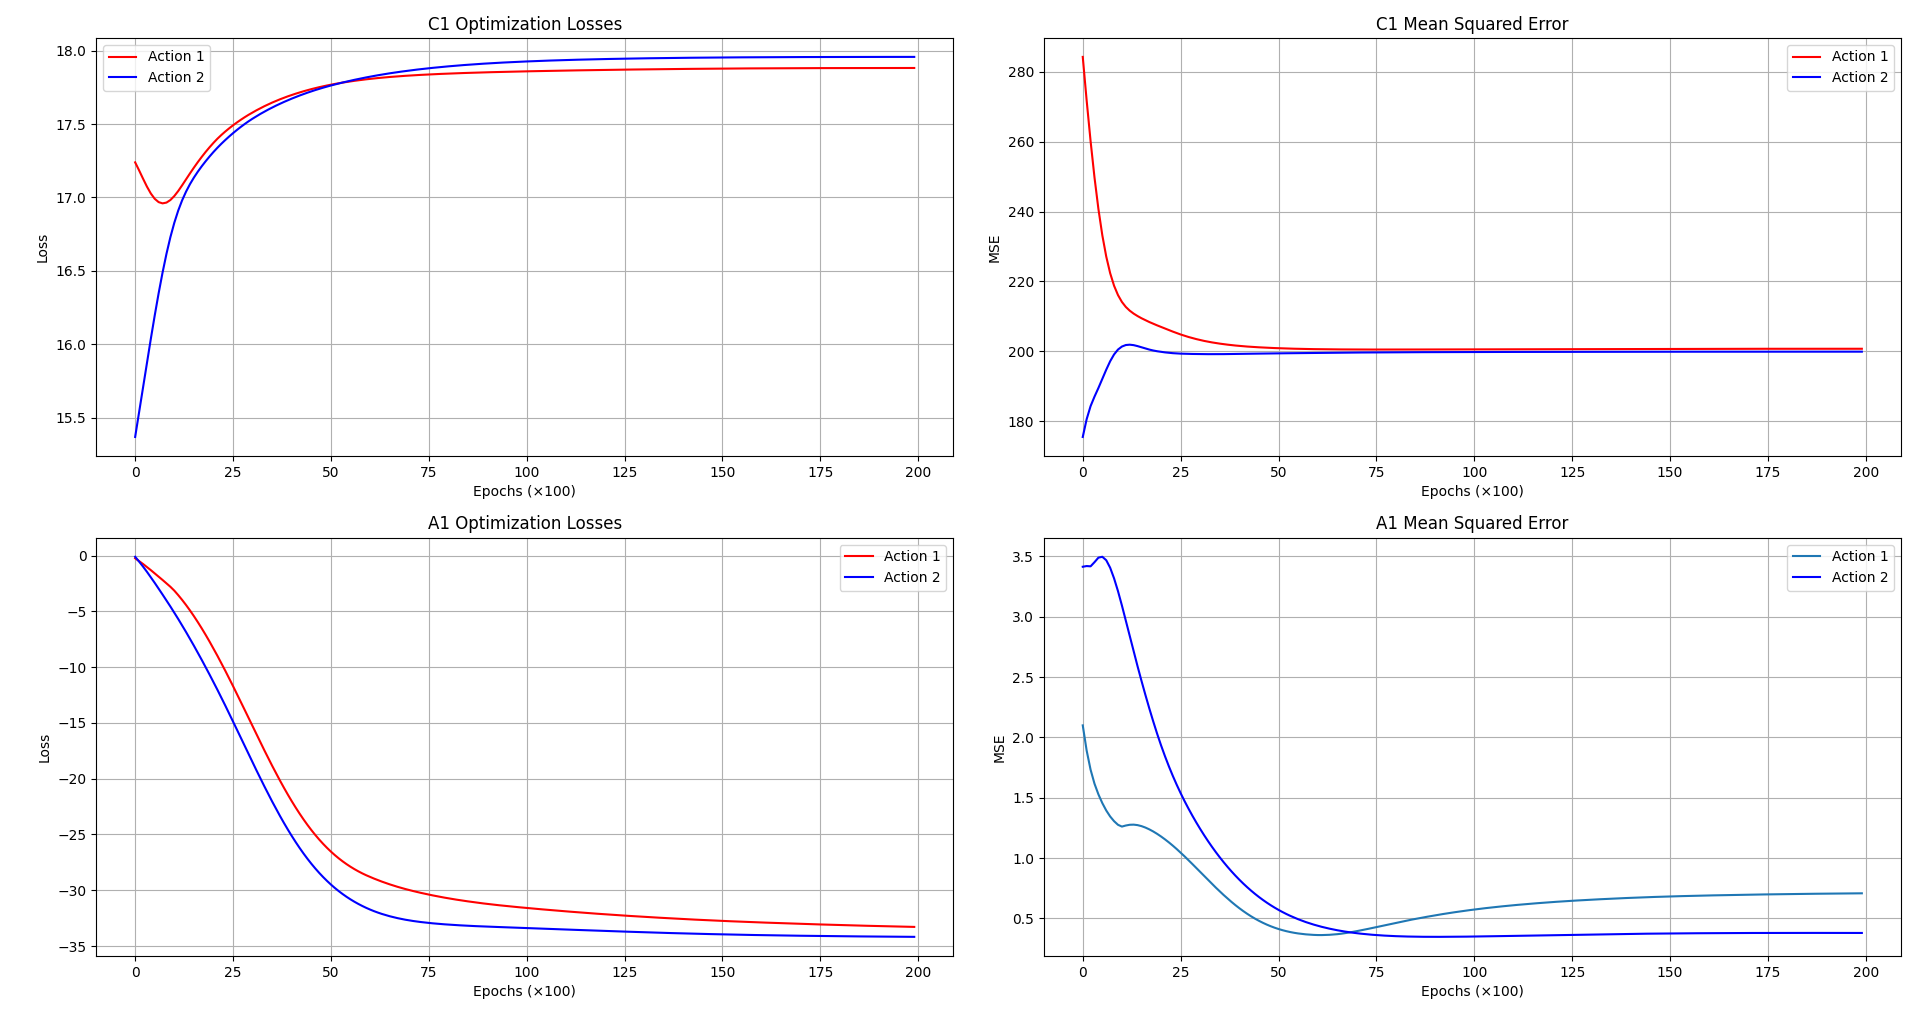 C1 Optimization Losses
Action 1
Action 2
Loss
18.0
17.5
17.0
16.5
16.0
15.5
0 25 50 75 100 125 150 175 200
Epochs (×100)
C1 Mean Squared Error
Action 1
Action 2
MSE
280
260
240
220
200
180
0 25 50 75 100 125 150 175 200
Epochs (×100)
A1 Optimization Losses
Action 1
Action 2
Loss
0
−5
−10
−15
−20
−25
−30
−35
0 25 50 75 100 125 150 175 200
Epochs (×100)
A1 Mean Squared Error
Action 1
Action 2
MSE
3.5
3.0
2.5
2.0
1.5
1.0
0.5
0 25 50 75 100 125 150 175 200
Epochs (×100)